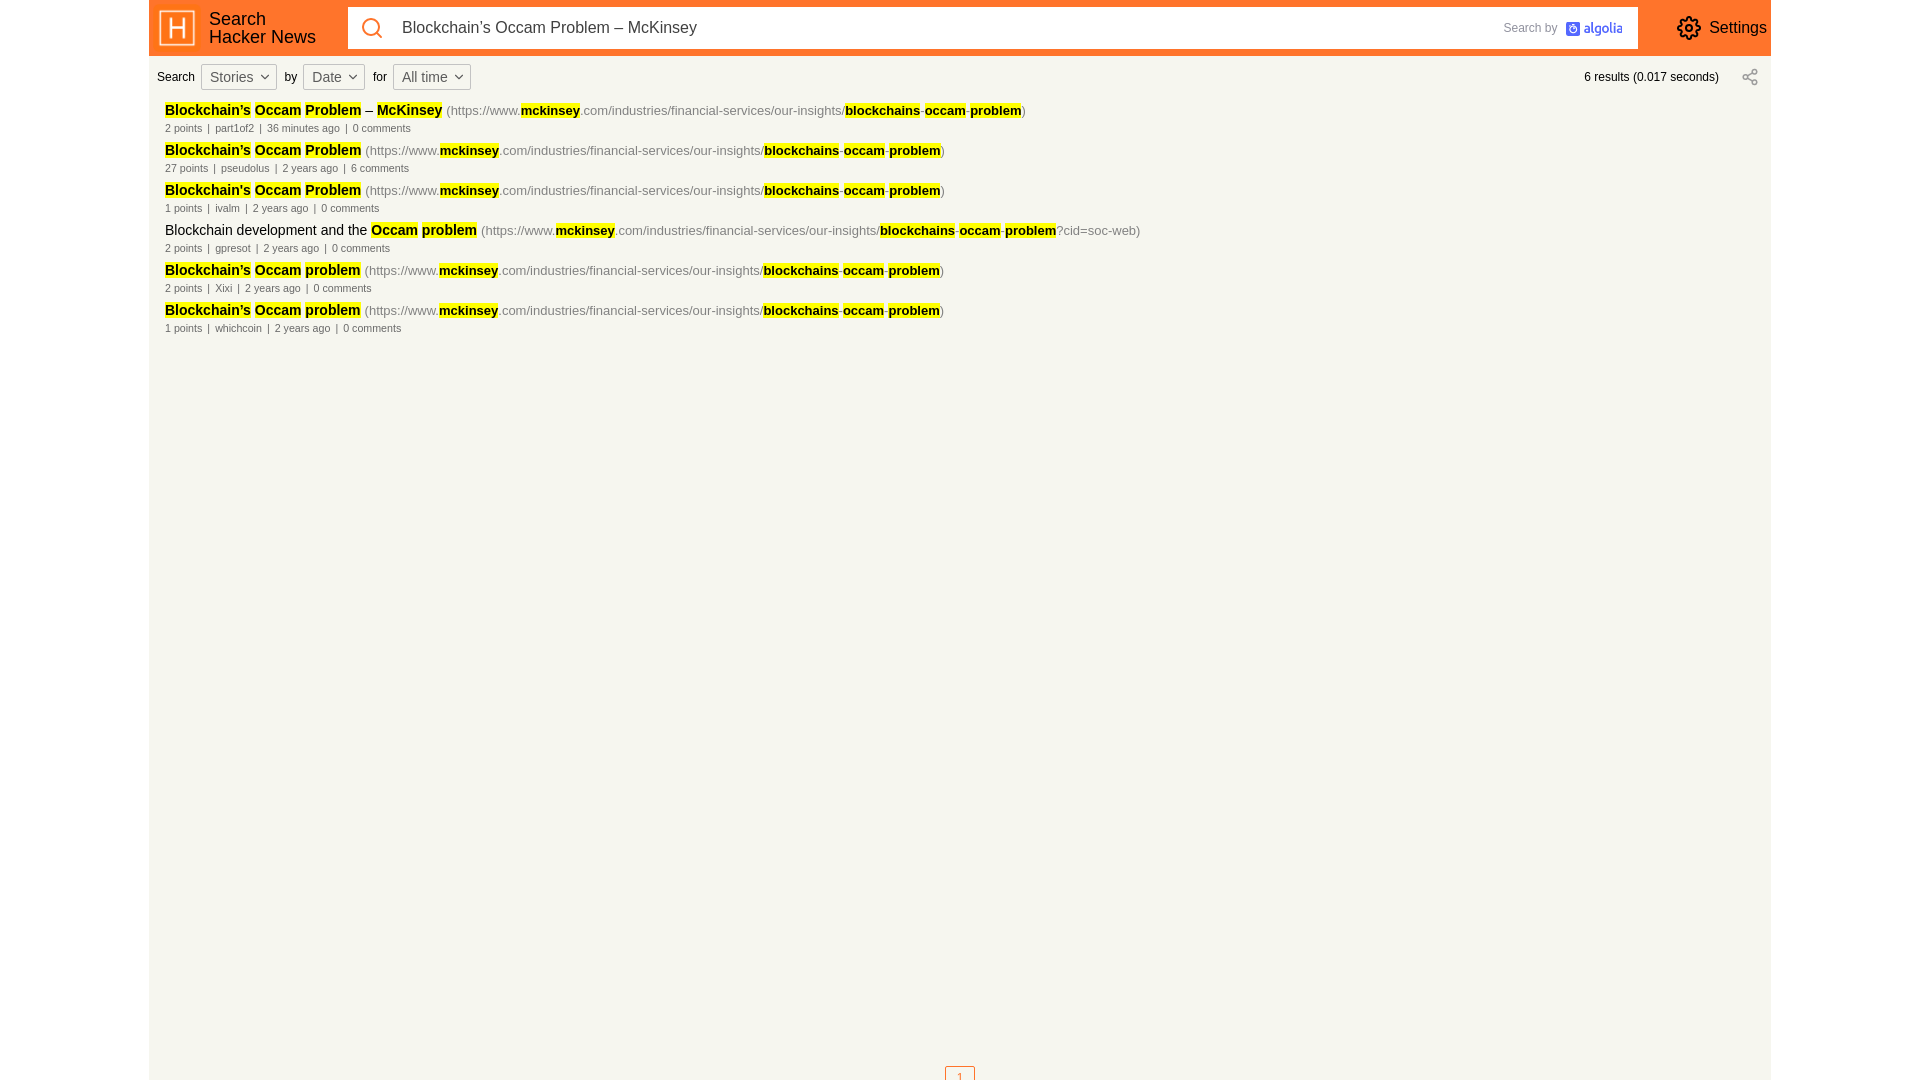 Search
Hacker News
Blockchain’s Occam Problem – McKinsey
Search by algolia
Settings
Search Stories by Date for All time
6 results (0.017 seconds)
Blockchain’s Occam Problem – McKinsey (https://www.mckinsey.com/industries/financial-services/our-insights/blockchains-occam-problem)
2 points | part1of2 | 36 minutes ago | 0 comments
Blockchain’s Occam Problem (https://www.mckinsey.com/industries/financial-services/our-insights/blockchains-occam-problem)
27 points | pseudolus | 2 years ago | 6 comments
Blockchain's Occam Problem (https://www.mckinsey.com/industries/financial-services/our-insights/blockchains-occam-problem)
1 points | ivalm | 2 years ago | 0 comments
Blockchain development and the Occam problem (https://www.mckinsey.com/industries/financial-services/our-insights/blockchains-occam-problem?cid=soc-web)
2 points | gpresot | 2 years ago | 0 comments
Blockchain’s Occam problem (https://www.mckinsey.com/industries/financial-services/our-insights/blockchains-occam-problem)
2 points | Xixi | 2 years ago | 0 comments
Blockchain’s Occam problem (https://www.mckinsey.com/industries/financial-services/our-insights/blockchains-occam-problem)
1 points | whichcoin | 2 years ago | 0 comments
1